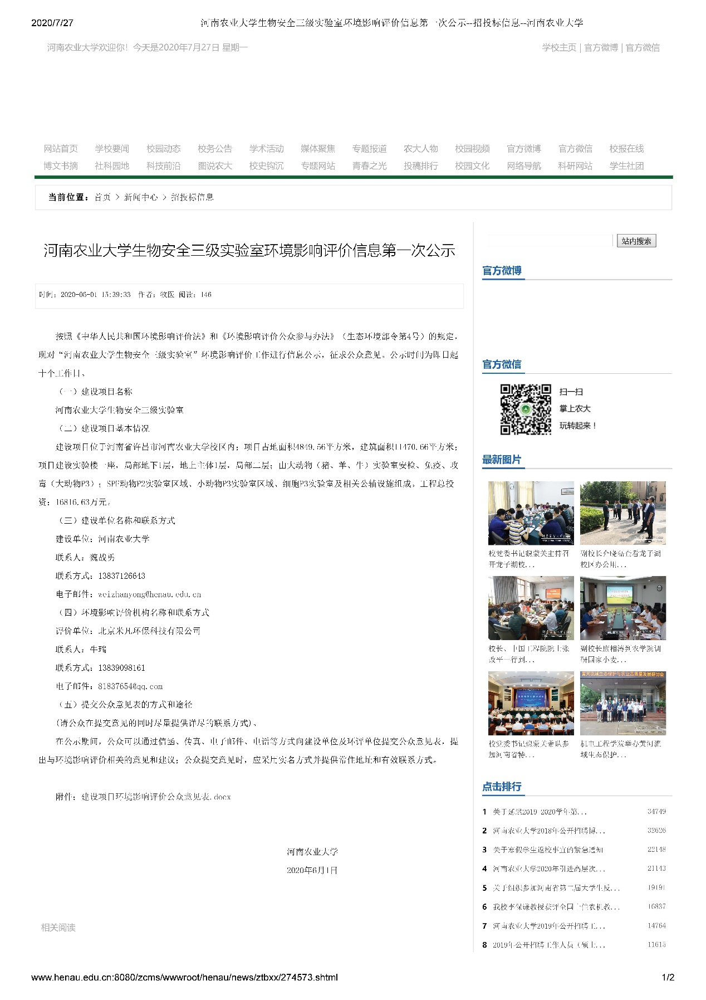 2020/7/27 河南农业大学生物安全三级实验室环境影响评价信息第一次公示--招投标信息--河南农业大学
河南农业大学欢迎你！今天是2020年7月27日 星期一 学校主页 | 官方微博 | 官方微信
网站首页 学校要闻 校园动态 校务公告 学术活动 媒体聚焦 专题报道 农大人物 校园视频 官方微博 官方微信 校报在线
博文书摘 社科园地 科技前沿 图说农大 校史钩沉 专题网站 青春之光 投稿排行 校园文化 网络导航 科研网站 学生社团
当前位置：首页 > 新闻中心 > 招投标信息
河南农业大学生物安全三级实验室环境影响评价信息第一次公示
时间：2020-06-01 15:39:33 作者：牧医 阅读：146
按照《中华人民共和国环境影响评价法》和《环境影响评价公众参与办法》（生态环境部令第4号）的规定，
现对“河南农业大学生物安全三级实验室”环境影响评价工作进行信息公示，征求公众意见。公示时间为即日起
十个工作日。
（一）建设项目名称
河南农业大学生物安全三级实验室
（二）建设项目基本情况
建设项目位于河南省许昌市河南农业大学校区内；项目占地面积4849.56平方米，建筑面积11470.66平方米；
项目建设实验楼一座，局部地下1层，地上主体1层，局部二层；由大动物（猪、羊、牛）实验室安检、免疫、攻
毒（大动物P3）；SPF动物P2实验室区域、小动物P3实验室区域、细胞P3实验室及相关公辅设施组成。工程总投
资：16816.63万元。
（三）建设单位名称和联系方式
建设单位：河南农业大学
联系人：魏战勇
联系方式：13837126643
电子邮件：weizhanyong@henau.edu.cn
（四）环境影响评价机构名称和联系方式
评价单位：北京米凡环保科技有限公司
联系人：牛瑞
联系方式：13839098161
电子邮件：81837654@qq.com
（五）提交公众意见表的方式和途径
(请公众在提交意见的同时尽量提供详尽的联系方式)。
在公示期间，公众可以通过信函、传真、电子邮件、电话等方式向建设单位及环评单位提交公众意见表，提
出与环境影响评价相关的意见和建议；公众提交意见时，应采用实名方式并提供常住地址和有效联系方式。
附件：建设项目环境影响评价公众意见表.docx
河南农业大学
2020年6月1日
相关阅读
站内搜索
官方微博
官方微信
扫一扫
掌上农大
玩转起来！
最新图片
校党委书记魏蒙关主持召
开龙子湖校...
副校长介晓磊查看龙子湖
校区办公用...
校长、中国工程院院士张
改平一行到...
副校长康相涛到农学院调
研国家小麦...
黄河流域生态保护与农业高质量发展研讨会
校党委书记魏蒙关带队参
加河南省特...
机电工程学院举办黄河流
域生态保护...
点击排行
1 关于延迟2019-2020学年第... 34749
2 河南农业大学2018年公开招聘博... 32626
3 关于寒假学生返校事宜的紧急通知 22148
4 河南农业大学2020年引进高层次... 21143
5 关于组织参加河南省第二届大学生反... 19191
6 我校李保谦教授获评全国十佳农机教... 16837
7 河南农业大学2019年公开招聘工... 14764
8 2019年公开招聘工作人员（硕士... 11615
www.henau.edu.cn:8080/zcms/wwwroot/henau/news/ztbxx/274573.shtml 1/2